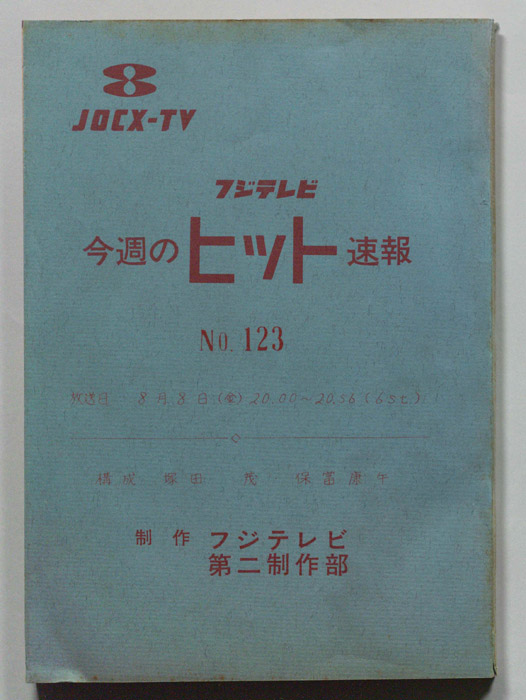 JOCX-TV
フジテレビ
今週のヒット速報
NO. 123
放送日 8月8日(金) 20.00～20.56 (6st.)
構成 塚田 茂 保富康午
制作 フジテレビ
第二制作部